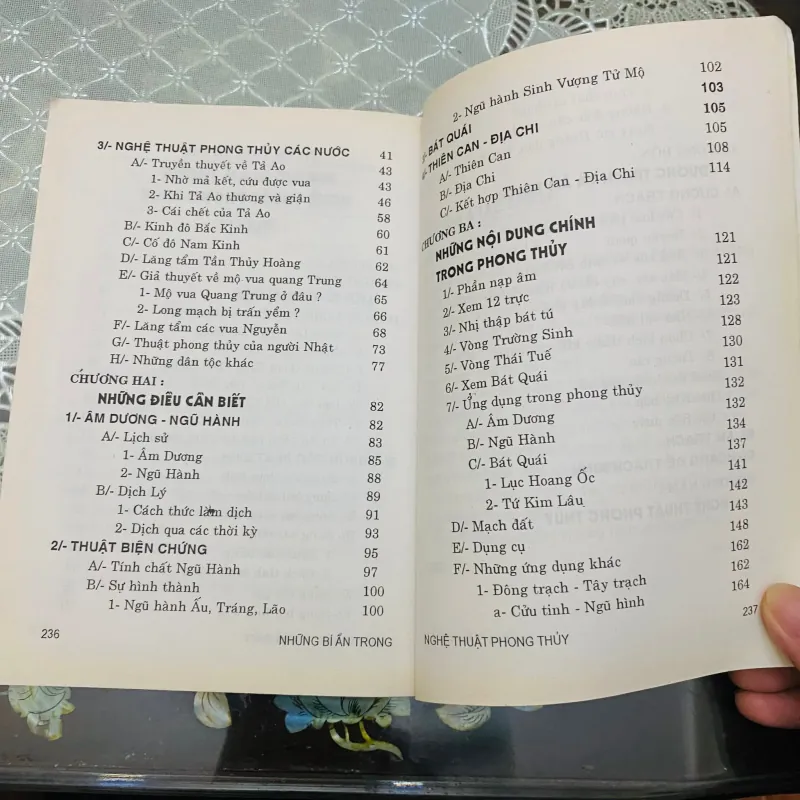 3/- NGHỆ THUẬT PHONG THỦY CÁC NƯỚC 41
A/- Truyền thuyết về Tả Ao 43
1- Nhờ mả kết, cứu được vua 43
2- Khi Tả Ao thương và giận 46
3- Cái chết của Tả Ao 58
B/- Kinh đô Bắc Kinh 60
C/- Cố đô Nam Kinh 61
D/- Lăng tẩm Tần Thủy Hoàng 62
E/- Giả thuyết về mộ vua quang Trung 64
1- Mộ vua Quang Trung ở đâu ? 65
2- Long mạch bị trấn yểm ? 66
F/- Lăng tẩm các vua Nguyễn 68
G/- Thuật phong thủy của người Nhật 73
H/- Những dân tộc khác 77
CHƯƠNG HAI :
NHỮNG ĐIỀU CẦN BIẾT 82
1/- ÂM DƯƠNG - NGŨ HÀNH 82
A/- Lịch sử 83
1- Âm Dương 85
2- Ngũ Hành 88
B/- Dịch Lý 89
1- Cách thức làm dịch 91
2- Dịch qua các thời kỳ 93
2/- THUẬT BIỆN CHỨNG 95
A/- Tính chất Ngũ Hành 97
B/- Sự hình thành 100
1- Ngũ hành Ấu, Tráng, Lão 100
236
NHỮNG BÍ ẨN TRONG
2- Ngũ hành Sinh Vượng Tử Mộ 102
/- BÁT QUÁI 103
/- THIÊN CAN - ĐỊA CHI 105
A/- Thiên Can 105
B/- Địa Chi 108
C/- Kết hợp Thiên Can - Địa Chi 114
CHƯƠNG BA :
NHỮNG NỘI DUNG CHÍNH
TRONG PHONG THỦY 121
1/- Phần nạp âm 121
2/- Xem 12 trực 122
3/- Nhị thập bát tú 123
4/- Vòng Trường Sinh 128
5/- Vòng Thái Tuế 130
6/- Xem Bát Quái 131
7/- Ứng dụng trong phong thủy 132
A/- Âm Dương 132
B/- Ngũ Hành 134
C/- Bát Quái 137
1- Lục Hoang Ốc 141
2- Tứ Kim Lâu 142
D/- Mạch đất 143
E/- Dụng cụ 148
F/- Những ứng dụng khác 162
1- Đông trạch - Tây trạch 162
a- Cửu tinh - Ngũ hình 164
237
NGHỆ THUẬT PHONG THỦY